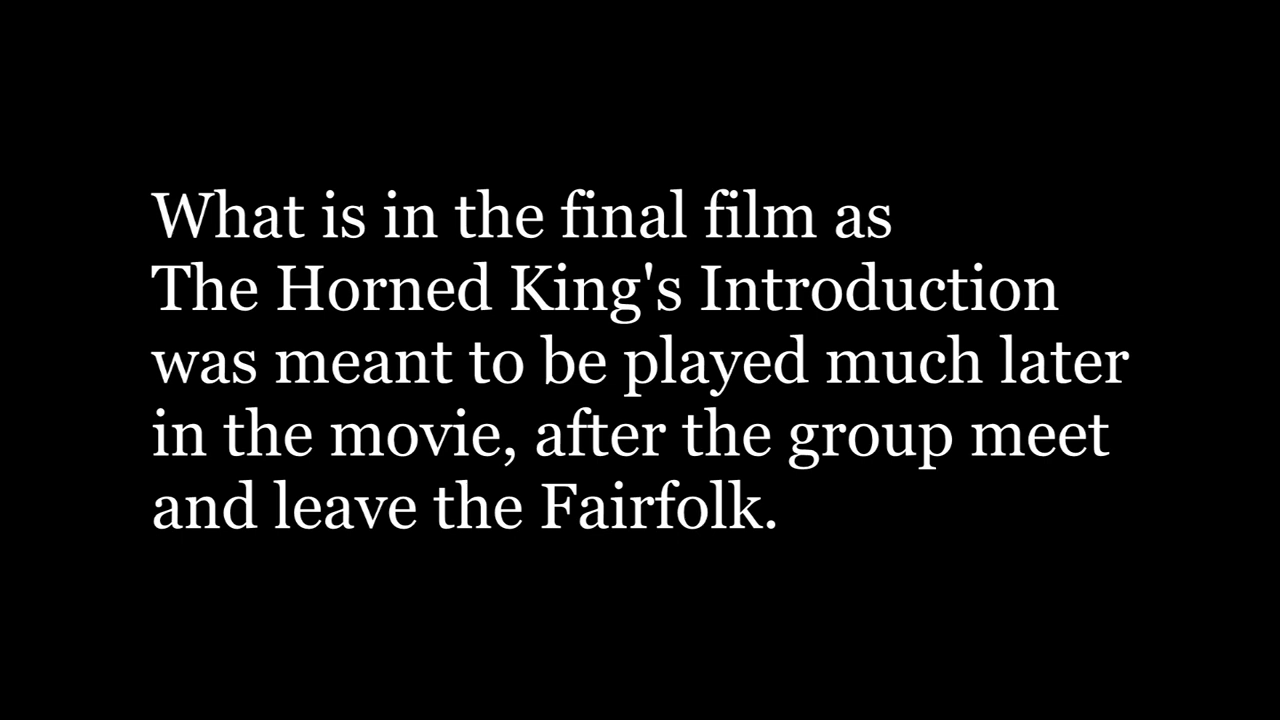 What is in the final film as
The Horned King's Introduction
was meant to be played much later
in the movie, after the group meet
and leave the Fairfolk.